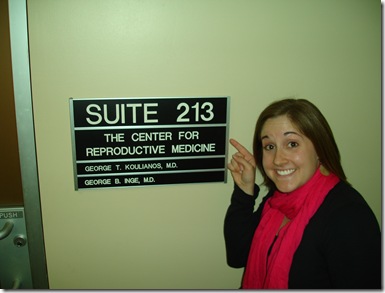 SUITE 213
THE CENTER FOR
REPRODUCTIVE MEDICINE
GEORGE T. KOULIANOS, M.D.
GEORGE B. INGE, M.D.
PUSH